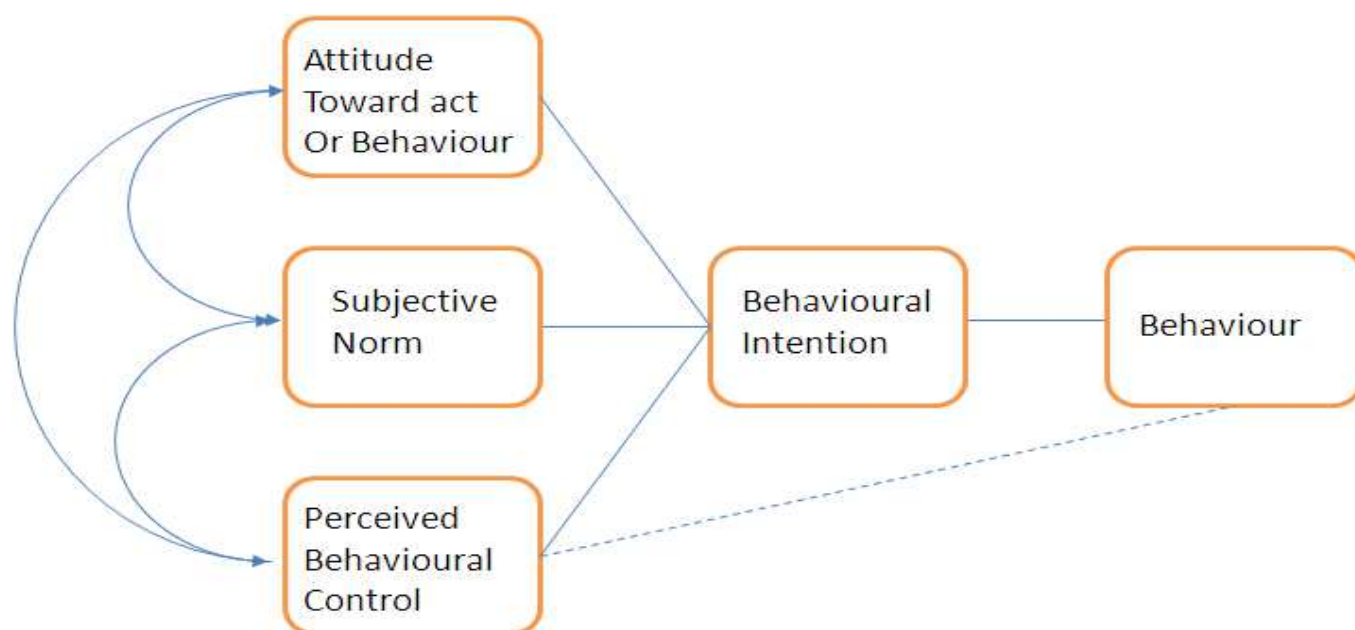 Attitude
Toward act
Or Behaviour
Subjective
Norm
Perceived
Behavioural
Control
Behavioural
Intention
Behaviour